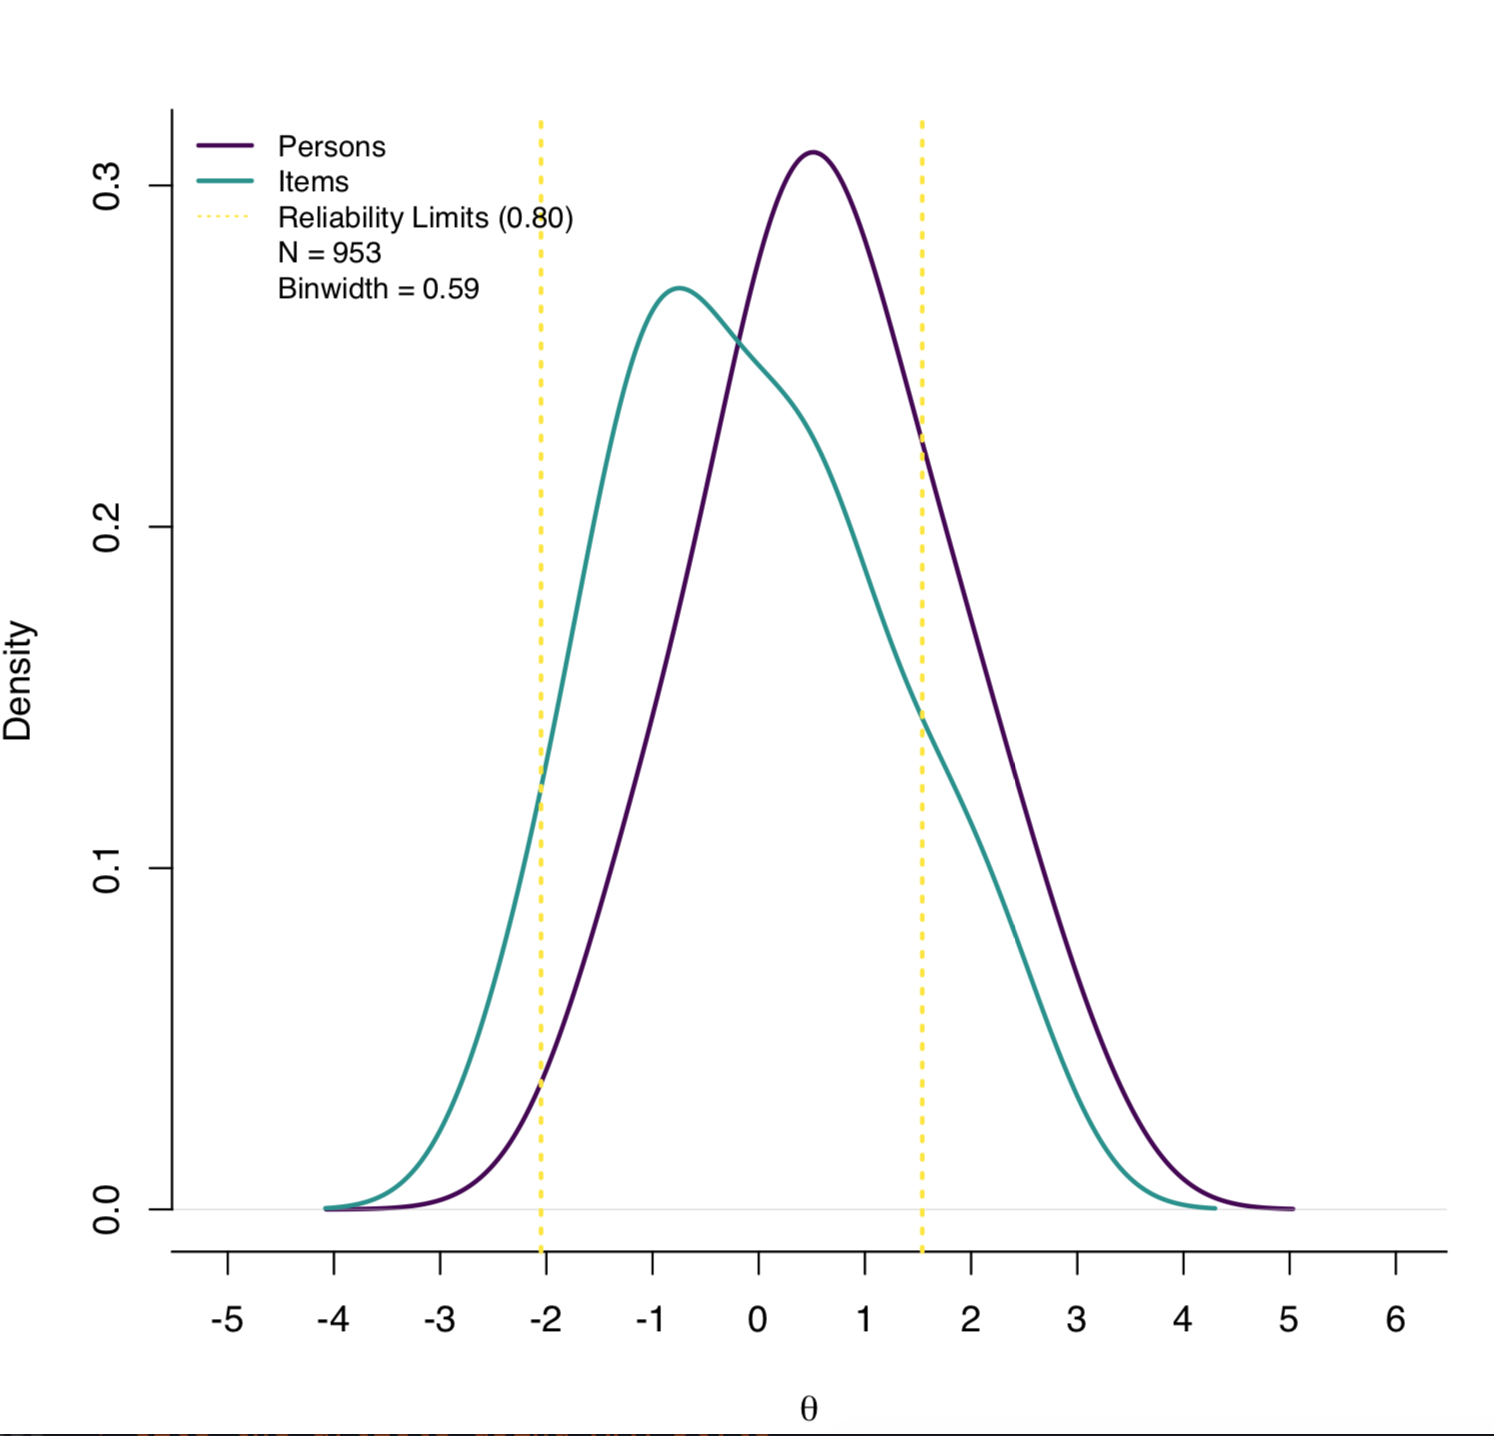 Persons
Items
Reliability Limits (0.80)
N = 953
Binwidth = 0.59
0.3
0.2
0.1
0.0
Density
-5 -4 -3 -2 -1 0 1 2 3 4 5 6
θ